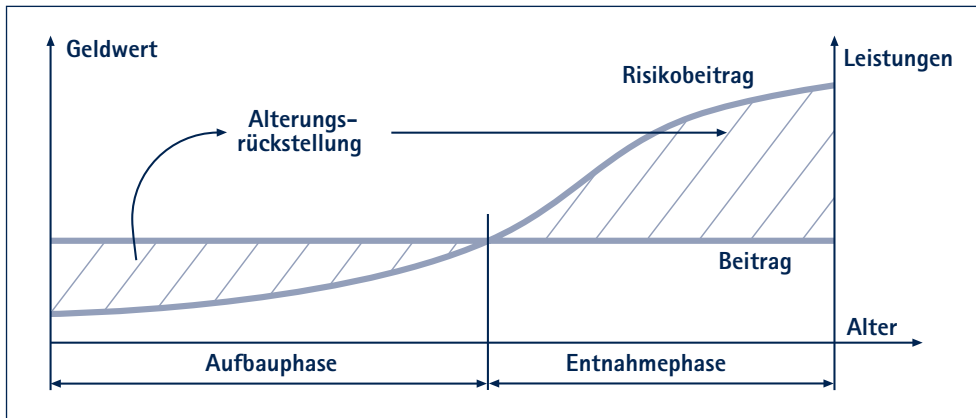 Geldwert
Leistungen
Risikobeitrag
Alterungs-
rückstellung
Beitrag
Alter
Aufbauphase
Entnahmephase